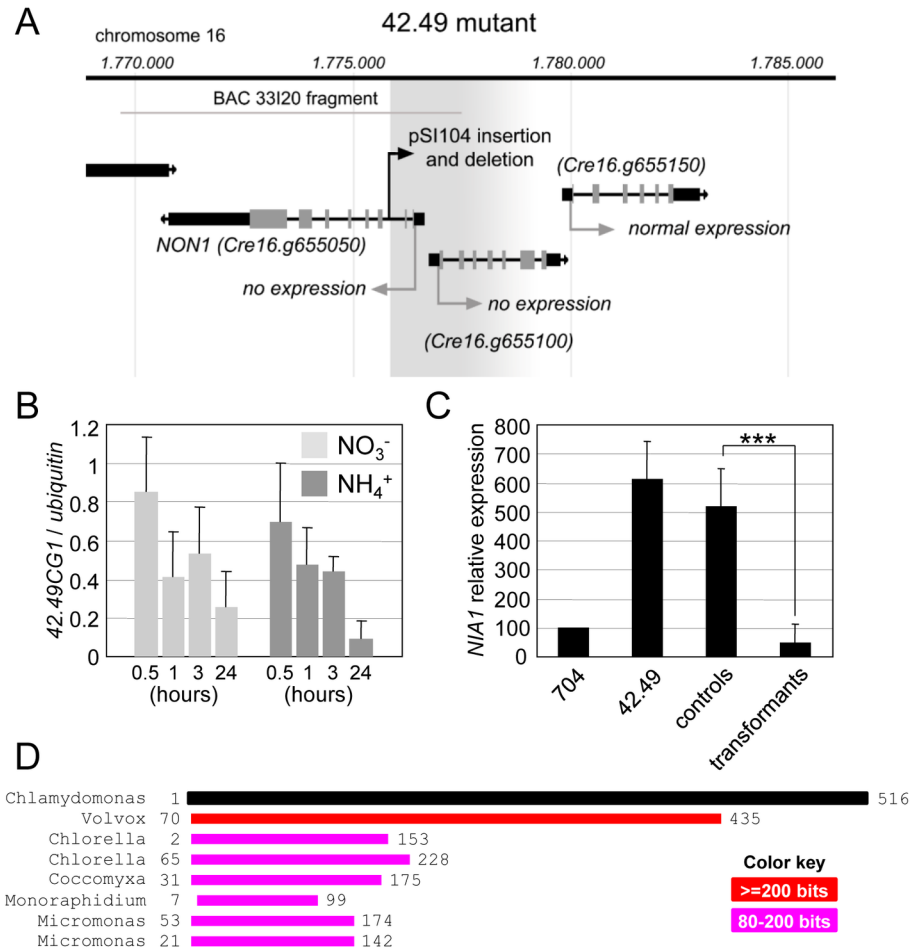 A
42.49 mutant
chromosome 16
1.770.000 1.775.000 1.780.000 1.785.000
BAC 33I20 fragment
pSI104 insertion
and deletion
(Cre16.g655150)
normal expression
NON1 (Cre16.g655050)
no expression
no expression
(Cre16.g655100)
B
42.49CG1 / ubiquitin
1.2
1
0.8
0.6
0.4
0.2
0
NO₃⁻
NH₄⁺
0.5 1 3 24 0.5 1 3 24
(hours) (hours)
C
NIA1 relative expression
800
700
600
500
400
300
200
100
0
***
704
42.49
controls
transformants
D
Chlamydomonas 1 516
Volvox 70 435
Chlorella 2 153
Chlorella 65 228
Coccomyxa 31 175
Monoraphidium 7 99
Micromonas 53 174
Micromonas 21 142
Color key
>=200 bits
80-200 bits